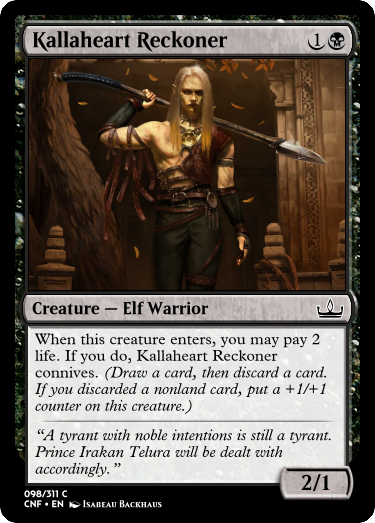 Kallaheart Reckoner 1
Creature — Elf Warrior
When this creature enters, you may pay 2
life. If you do, Kallaheart Reckoner
connives. (Draw a card, then discard a card.
If you discarded a nonland card, put a +1/+1
counter on this creature.)
“A tyrant with noble intentions is still a tyrant.
Prince Irakan Telura will be dealt with
accordingly.”
2/1
098/311 C
CNF • EN Isabeau Backhaus